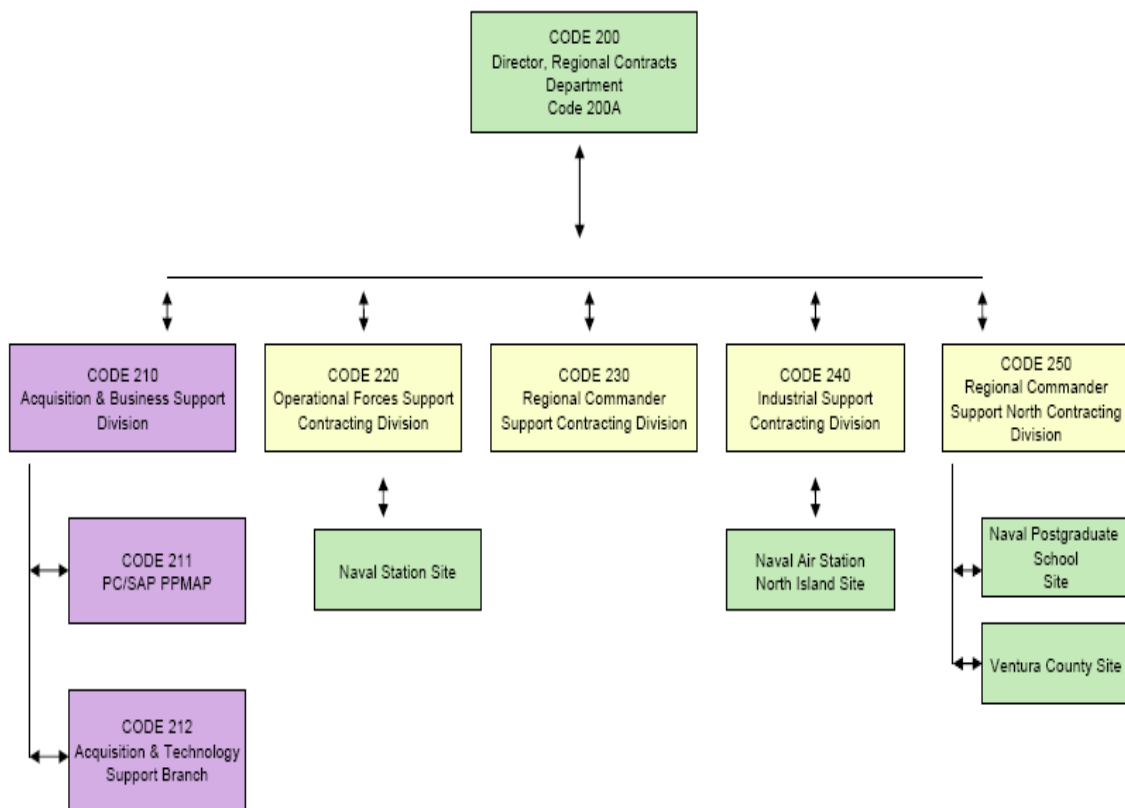 CODE 200
Director, Regional Contracts
Department
Code 200A
CODE 210
Acquisition & Business Support
Division
CODE 220
Operational Forces Support
Contracting Division
CODE 230
Regional Commander
Support Contracting Division
CODE 240
Industrial Support
Contracting Division
CODE 250
Regional Commander
Support North Contracting
Division
CODE 211
PC/SAP PPMAP
Naval Station Site
Naval Air Station
North Island Site
Naval Postgraduate
School
Site
Ventura County Site
CODE 212
Acquisition & Technology
Support Branch